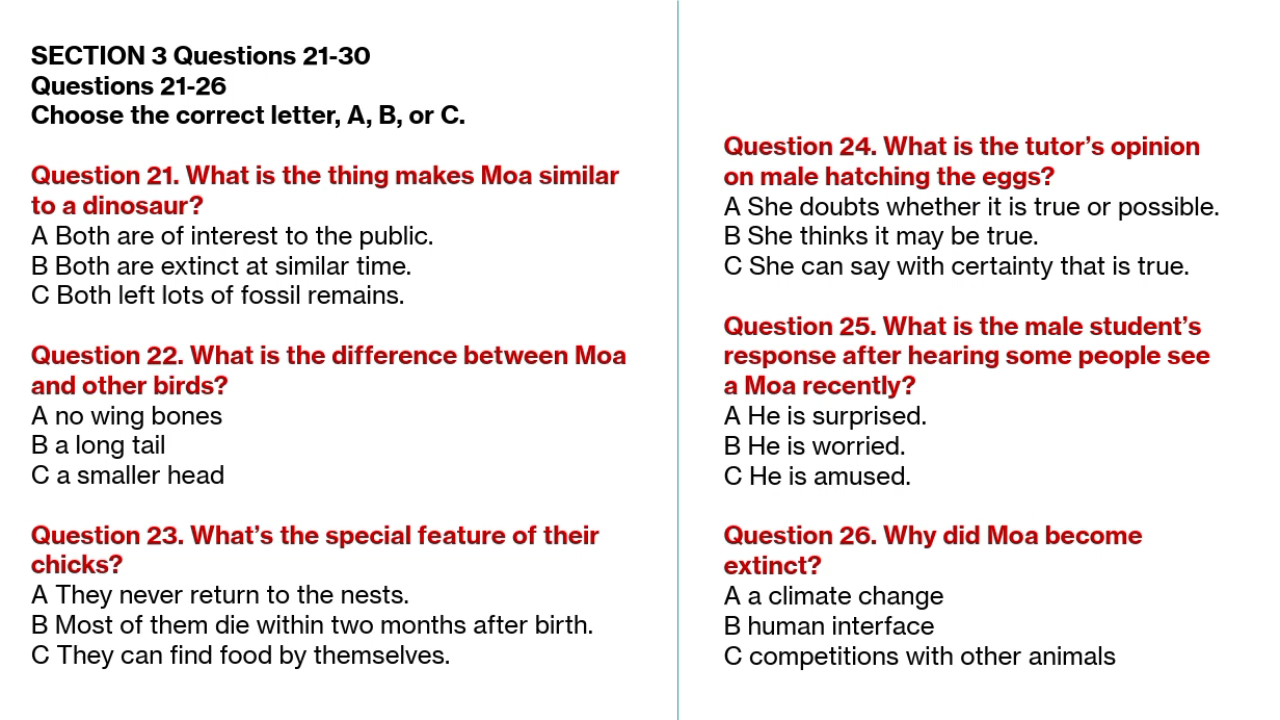 SECTION 3 Questions 21-30
Questions 21-26
Choose the correct letter, A, B, or C.
Question 21. What is the thing makes Moa similar
to a dinosaur?
A Both are of interest to the public.
B Both are extinct at similar time.
C Both left lots of fossil remains.
Question 22. What is the difference between Moa
and other birds?
A no wing bones
B a long tail
C a smaller head
Question 23. What’s the special feature of their
chicks?
A They never return to the nests.
B Most of them die within two months after birth.
C They can find food by themselves.
Question 24. What is the tutor’s opinion
on male hatching the eggs?
A She doubts whether it is true or possible.
B She thinks it may be true.
C She can say with certainty that is true.
Question 25. What is the male student’s
response after hearing some people see
a Moa recently?
A He is surprised.
B He is worried.
C He is amused.
Question 26. Why did Moa become
extinct?
A a climate change
B human interface
C competitions with other animals